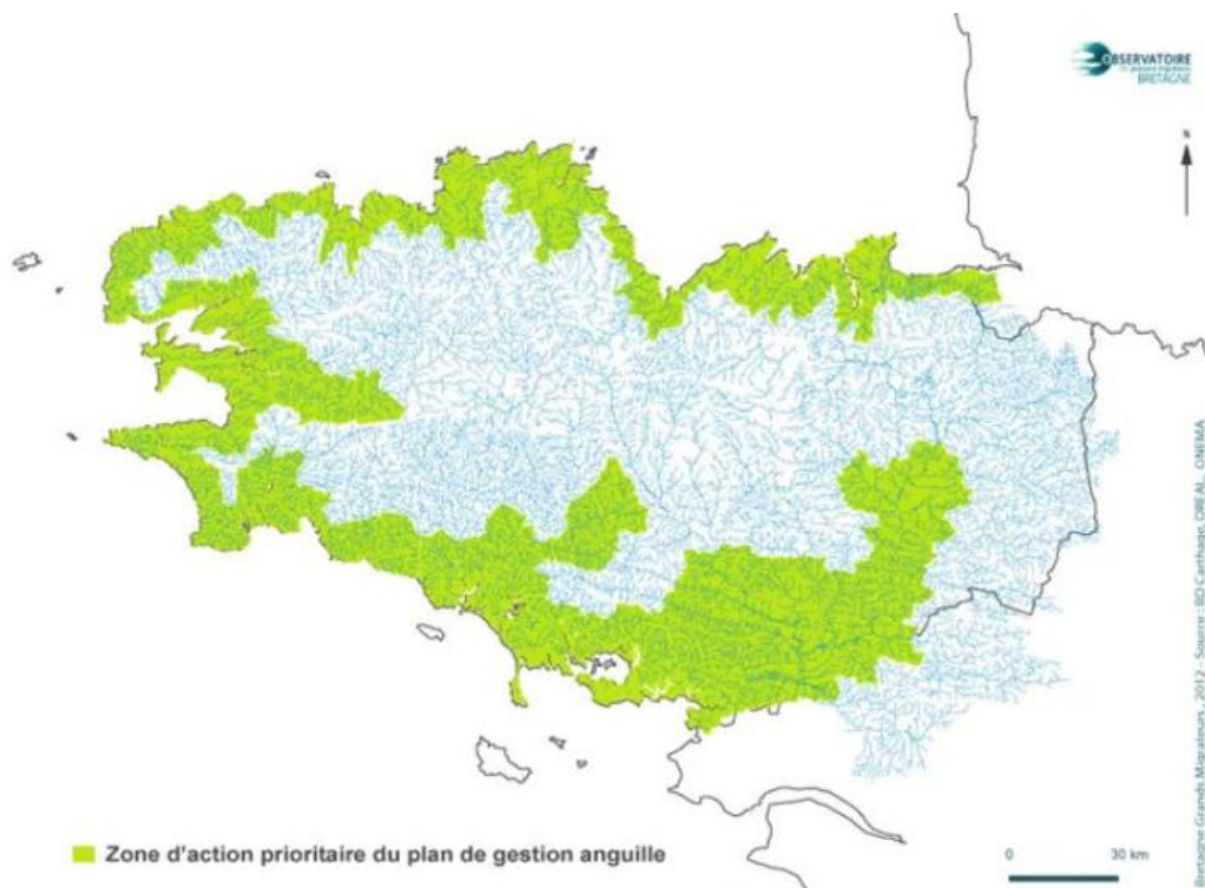 OBSERVATOIRE
BRETAGNE
N
Bretagne Grands Migrateurs, 2012 - Source : BD Carthage, DREAL, ONEMA
Zone d'action prioritaire du plan de gestion anguille
0 30 km